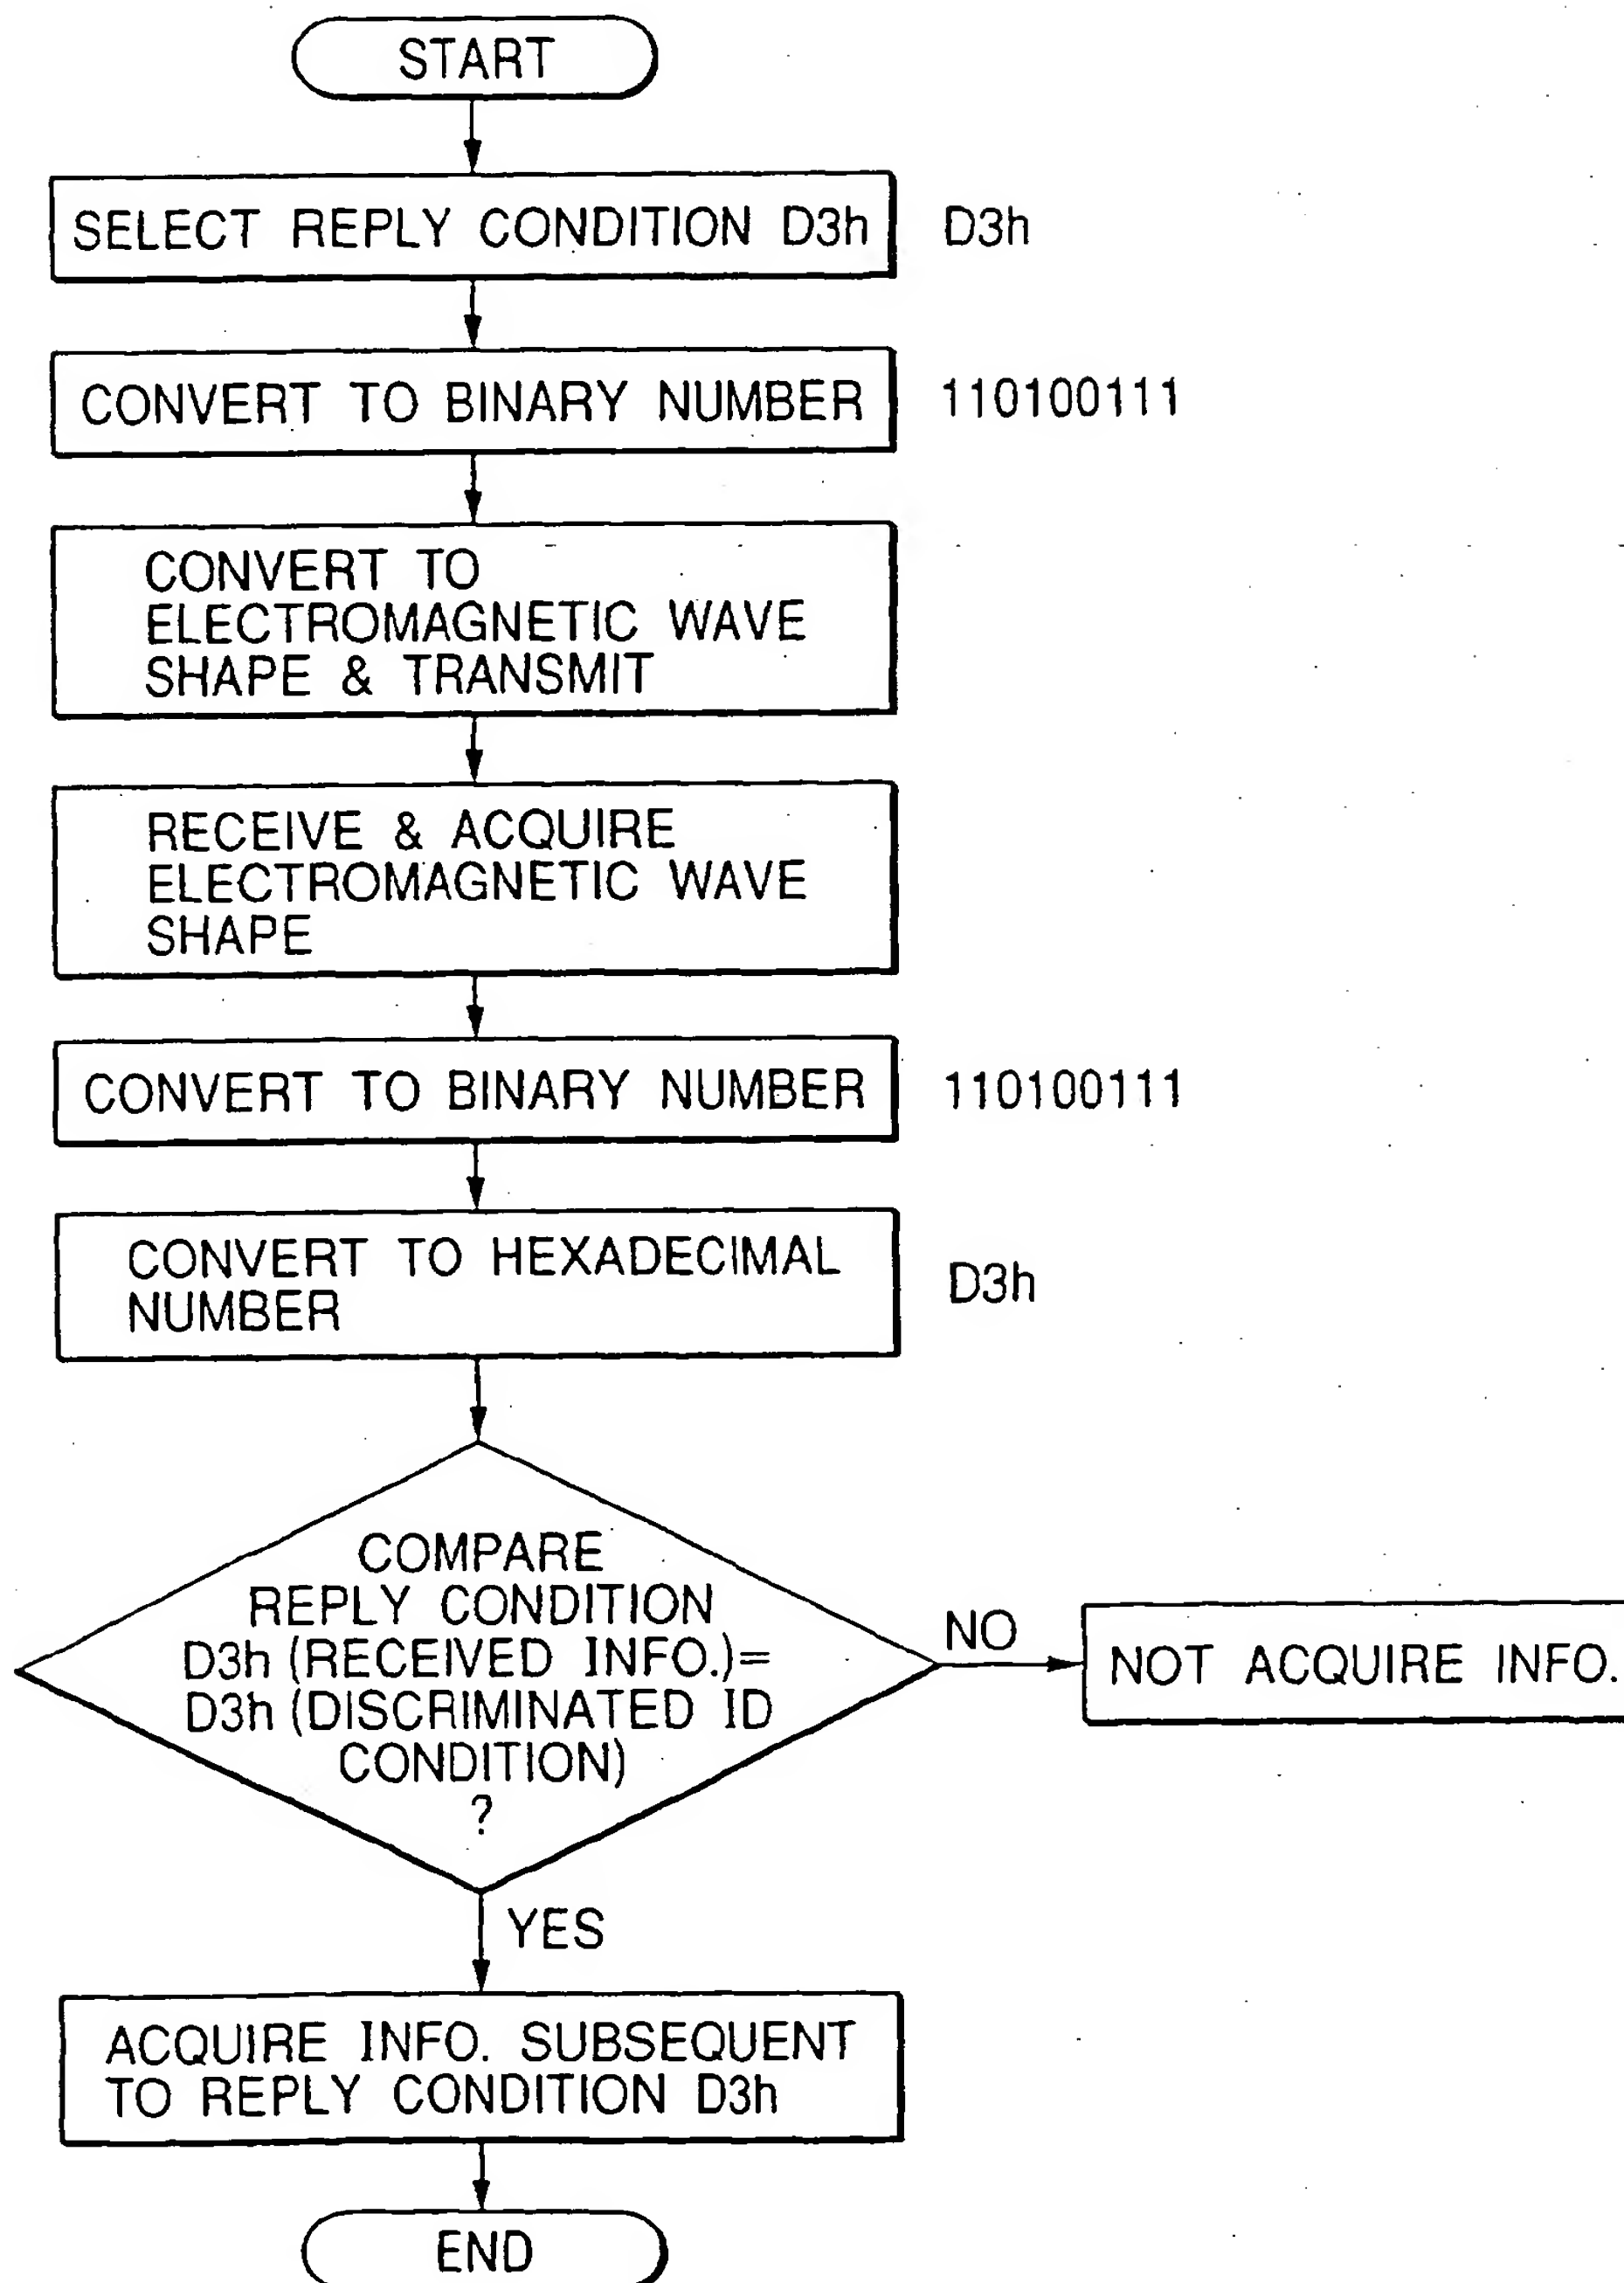 START
SELECT REPLY CONDITION D3h
D3h
CONVERT TO BINARY NUMBER
110100111
CONVERT TO
ELECTROMAGNETIC WAVE
SHAPE & TRANSMIT
RECEIVE & ACQUIRE
ELECTROMAGNETIC WAVE
SHAPE
CONVERT TO BINARY NUMBER
110100111
CONVERT TO HEXADECIMAL
NUMBER
D3h
COMPARE
REPLY CONDITION
D3h (RECEIVED INFO.)=
D3h (DISCRIMINATED ID
CONDITION)
?
NO
NOT ACQUIRE INFO.
YES
ACQUIRE INFO. SUBSEQUENT
TO REPLY CONDITION D3h
END